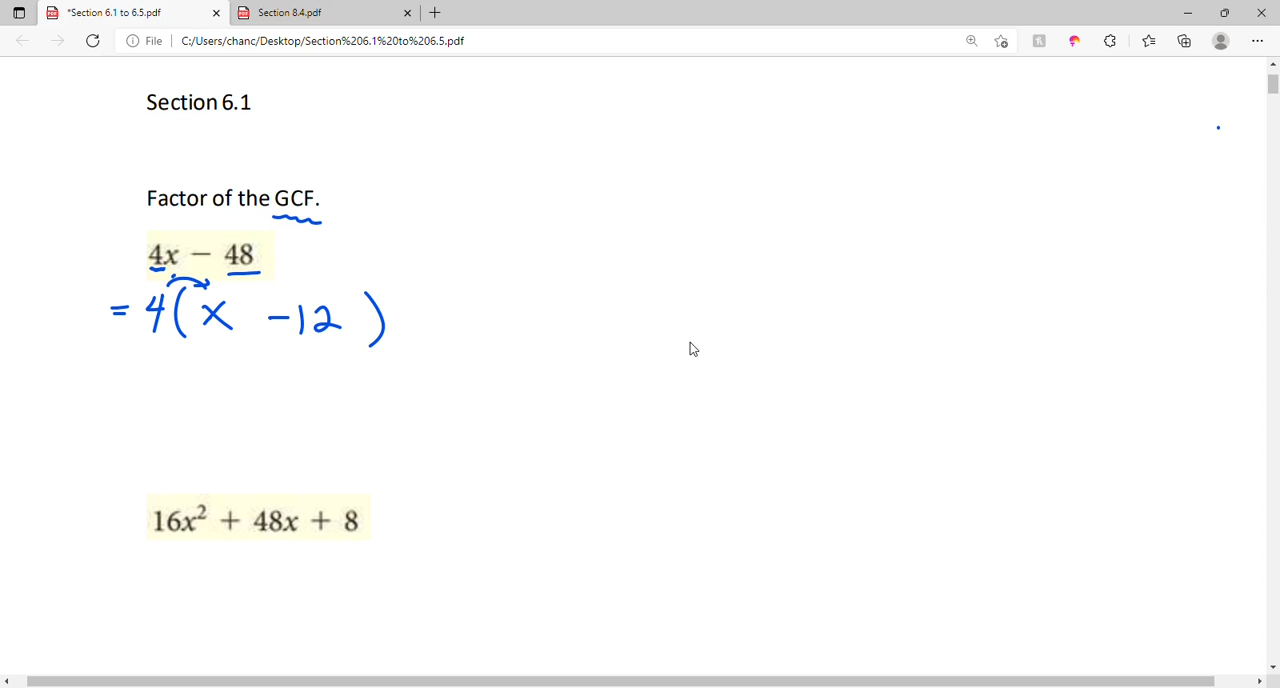 *Section 6.1 to 6.5.pdf
Section 8.4.pdf
File | C:/Users/chanc/Desktop/Section%206.1%20to%206.5.pdf
Section 6.1
Factor of the GCF.
4x − 48
= 4(x −12)
16x² + 48x + 8